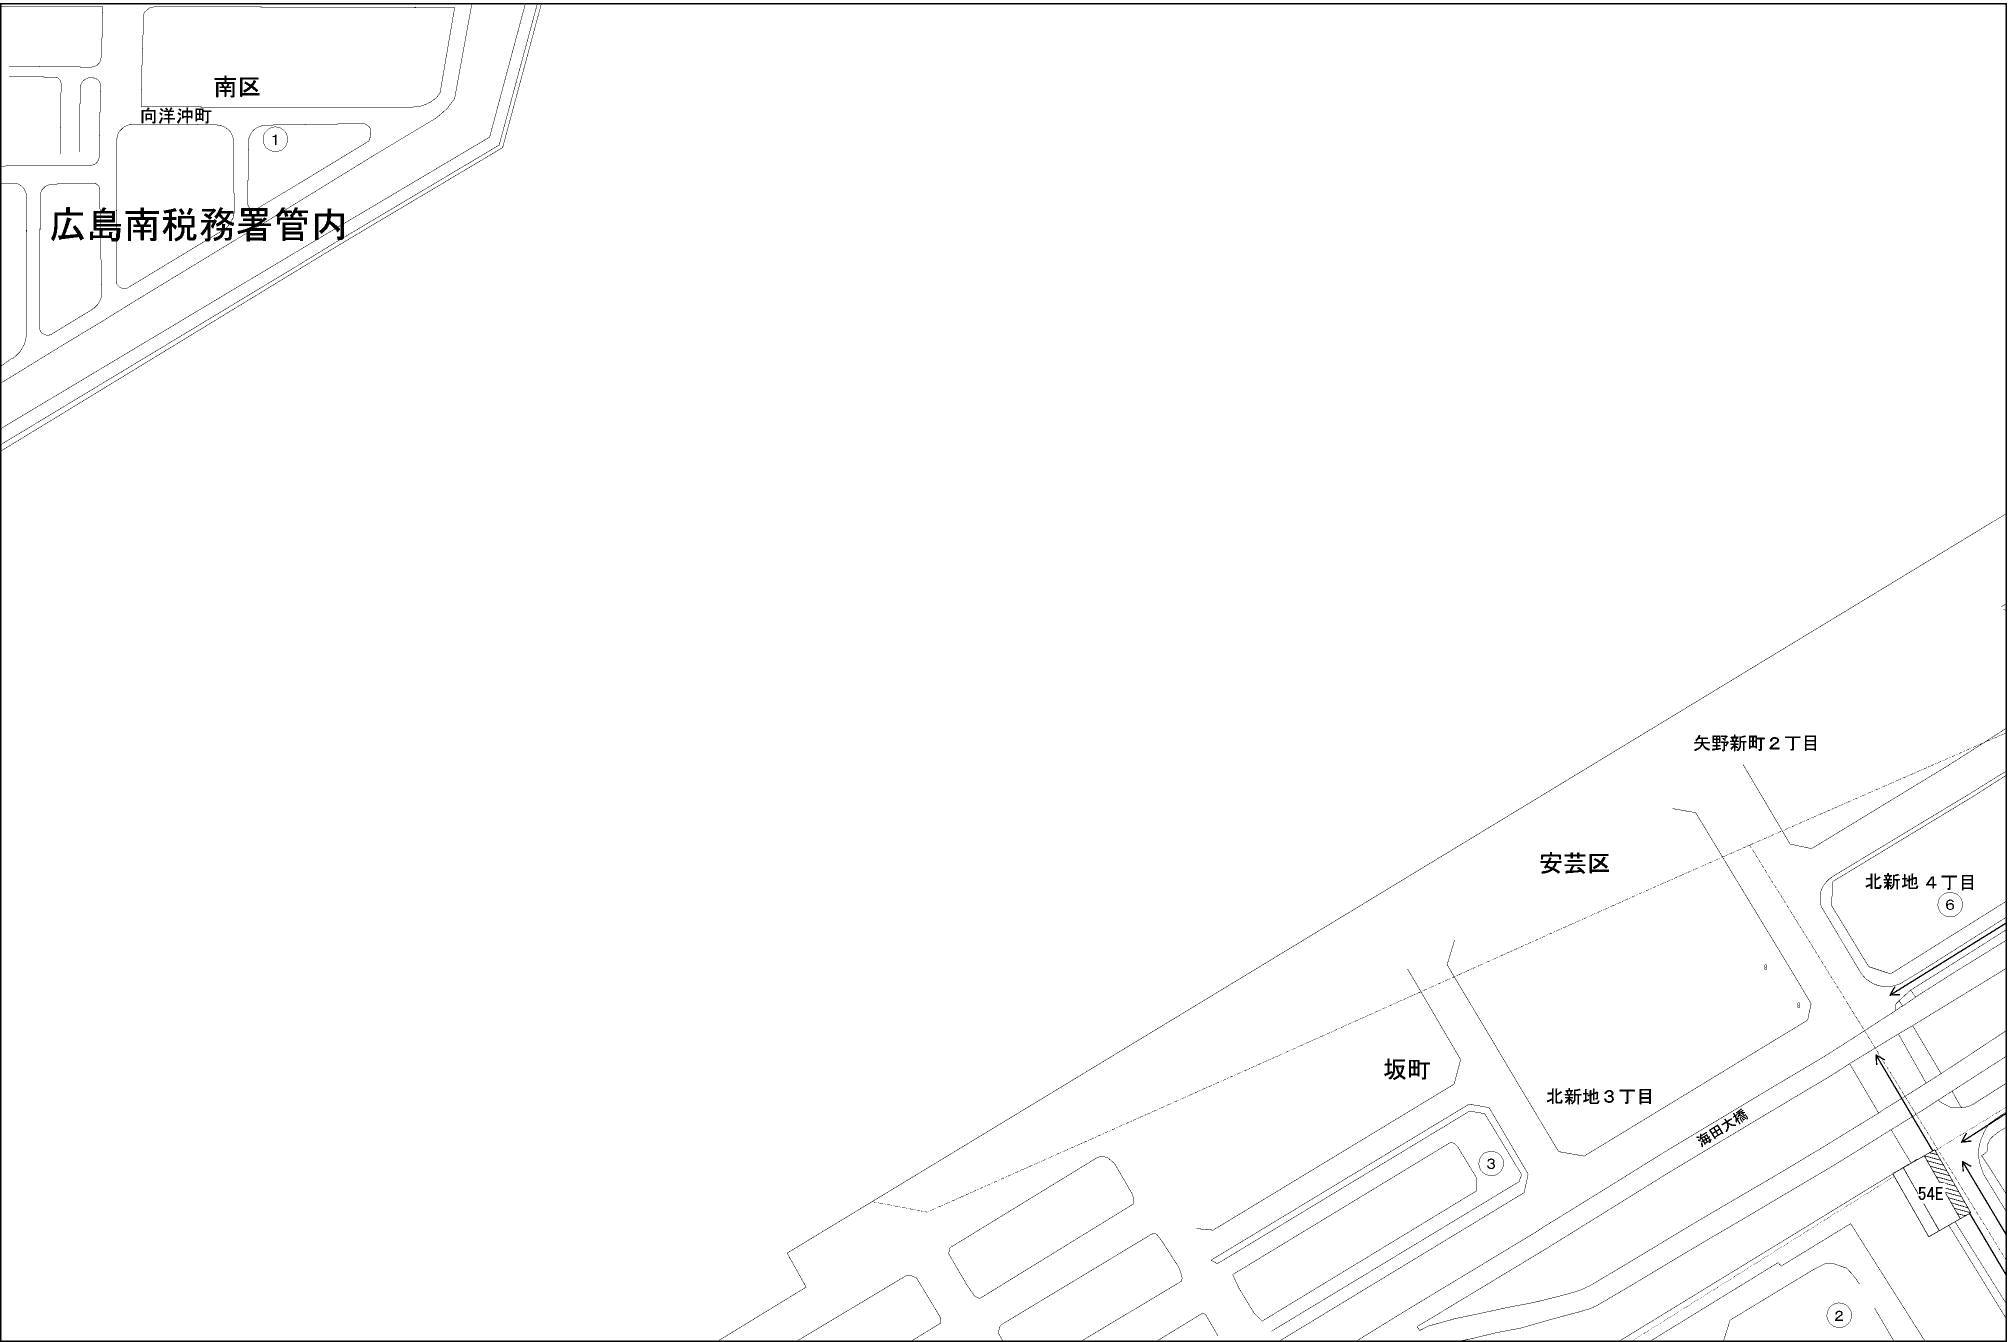 南区
向洋沖町
1
広島南税務署管内
矢野新町２丁目
安芸区
北新地４丁目
6
坂町
北新地３丁目
海田大橋
3
54E
2